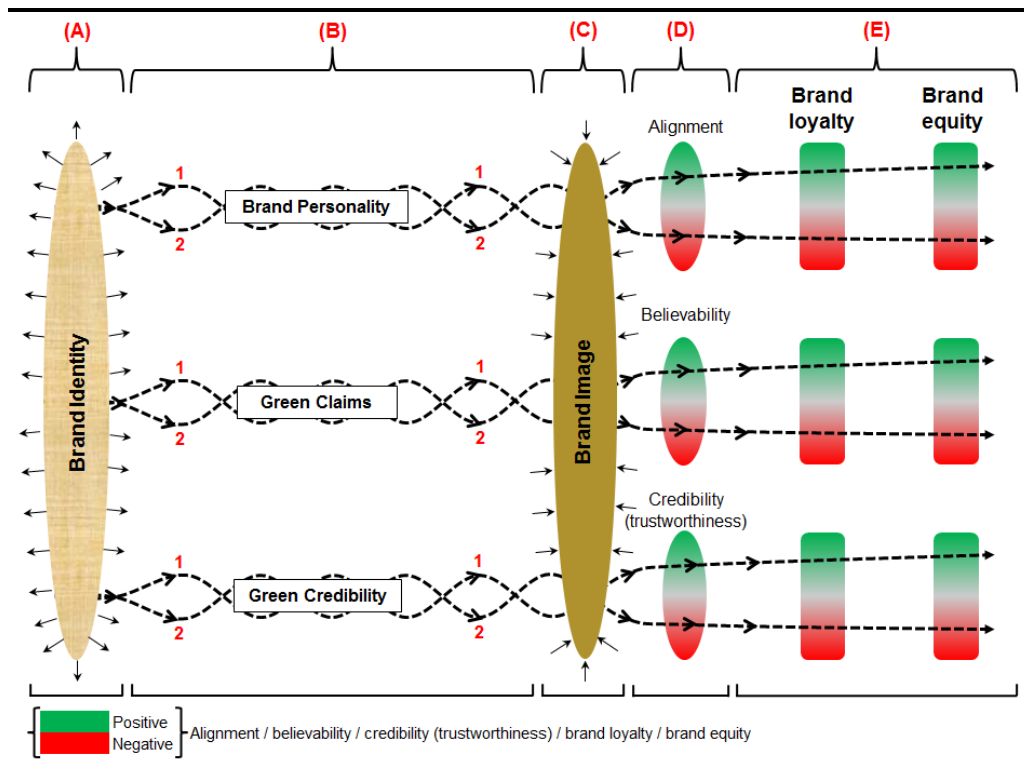 (A)
(B)
(C)
(D)
(E)
Brand
loyalty
Brand
equity
Alignment
1
Brand Personality
1
2
2
Brand Identity
Brand Image
Believability
1
Green Claims
1
2
2
Credibility
(trustworthiness)
1
Green Credibility
1
2
2
Positive
Negative
Alignment / believability / credibility (trustworthiness) / brand loyalty / brand equity